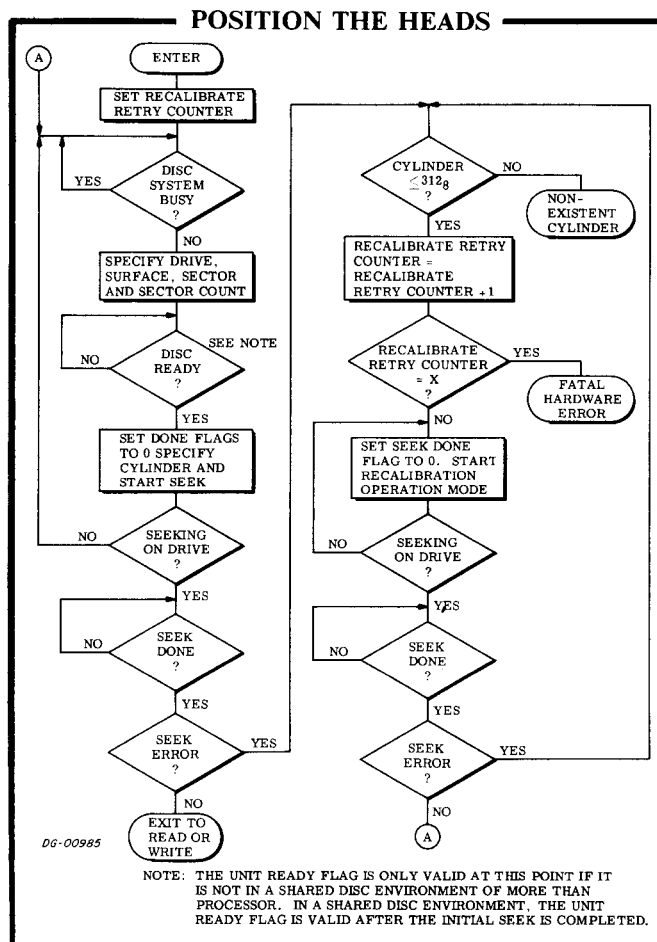 POSITION THE HEADS
A
ENTER
SET RECALIBRATE
RETRY COUNTER
DISC
SYSTEM
BUSY
?
YES
NO
SPECIFY DRIVE,
SURFACE, SECTOR
AND SECTOR COUNT
SEE NOTE
DISC
READY
?
NO
YES
SET DONE FLAGS
TO 0 SPECIFY
CYLINDER AND
START SEEK
SEEKING
ON DRIVE
?
NO
YES
SEEK
DONE
?
NO
YES
SEEK
ERROR
?
YES
NO
EXIT TO
READ OR
WRITE
CYLINDER
≤312₈
?
NO
NON-
EXISTENT
CYLINDER
YES
RECALIBRATE RETRY
COUNTER =
RECALIBRATE
RETRY COUNTER +1
RECALIBRATE
RETRY COUNTER
= X
?
YES
FATAL
HARDWARE
ERROR
NO
SET SEEK DONE
FLAG TO 0. START
RECALIBRATION
OPERATION MODE
SEEKING
ON DRIVE
?
NO
YES
SEEK
DONE
?
NO
YES
SEEK
ERROR
?
YES
NO
A
DG-00985
NOTE: THE UNIT READY FLAG IS ONLY VALID AT THIS POINT IF IT
IS NOT IN A SHARED DISC ENVIRONMENT OF MORE THAN
PROCESSOR. IN A SHARED DISC ENVIRONMENT, THE UNIT
READY FLAG IS VALID AFTER THE INITIAL SEEK IS COMPLETED.